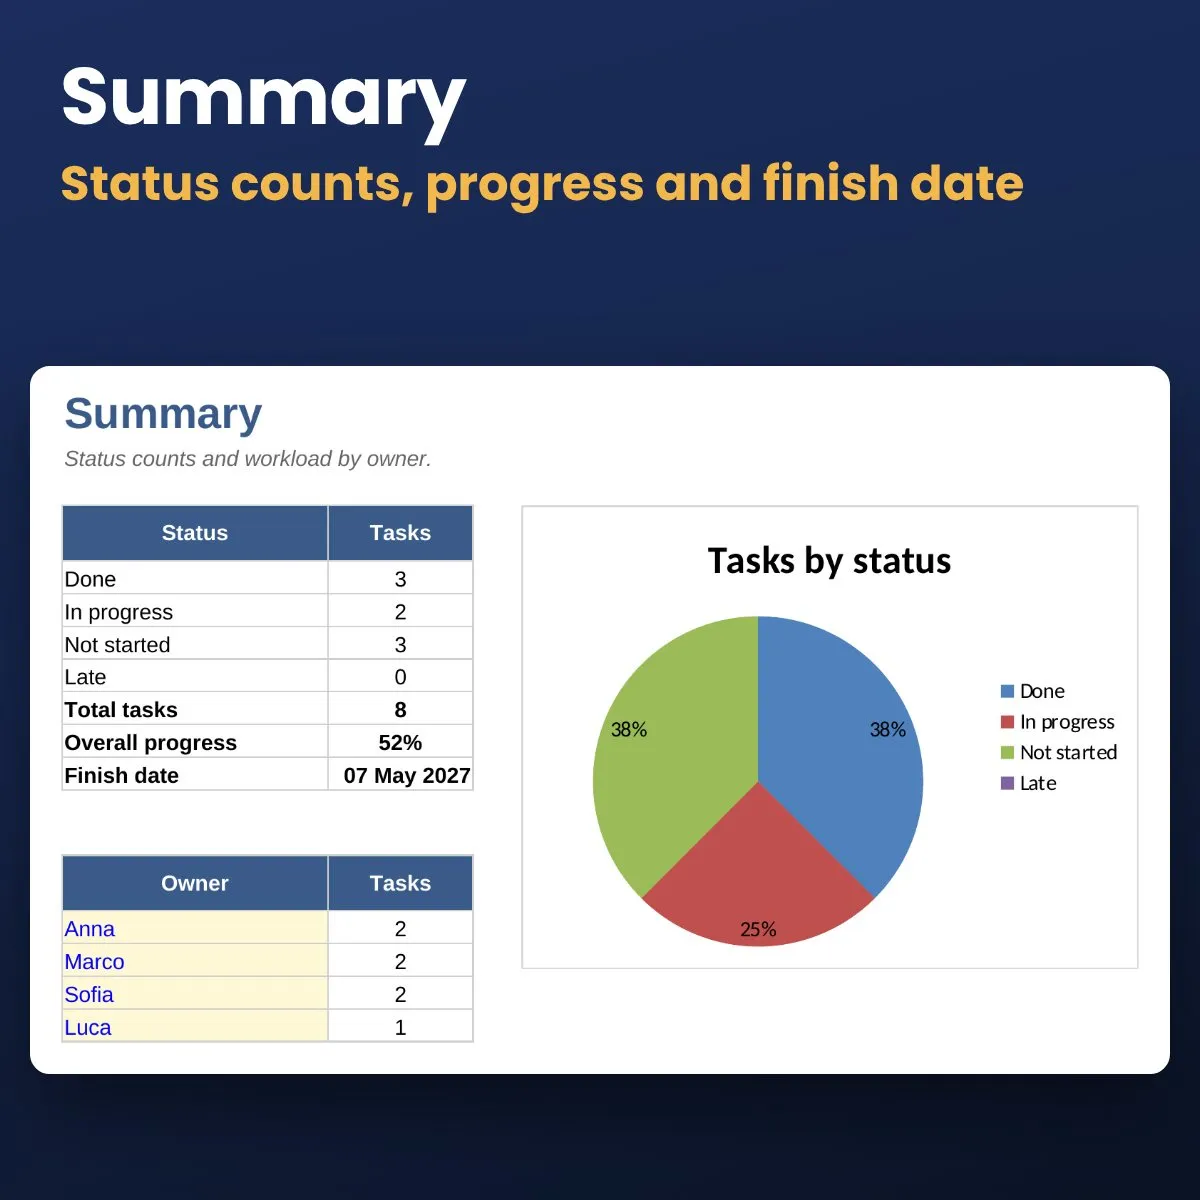 Summary
Status counts, progress and finish date
Summary
Status counts and workload by owner.
Status Tasks
Done 3
In progress 2
Not started 3
Late 0
Total tasks 8
Overall progress 52%
Finish date 07 May 2027
Owner Tasks
Anna 2
Marco 2
Sofia 2
Luca 1
Tasks by status
38% 38%
25%
Done
In progress
Not started
Late